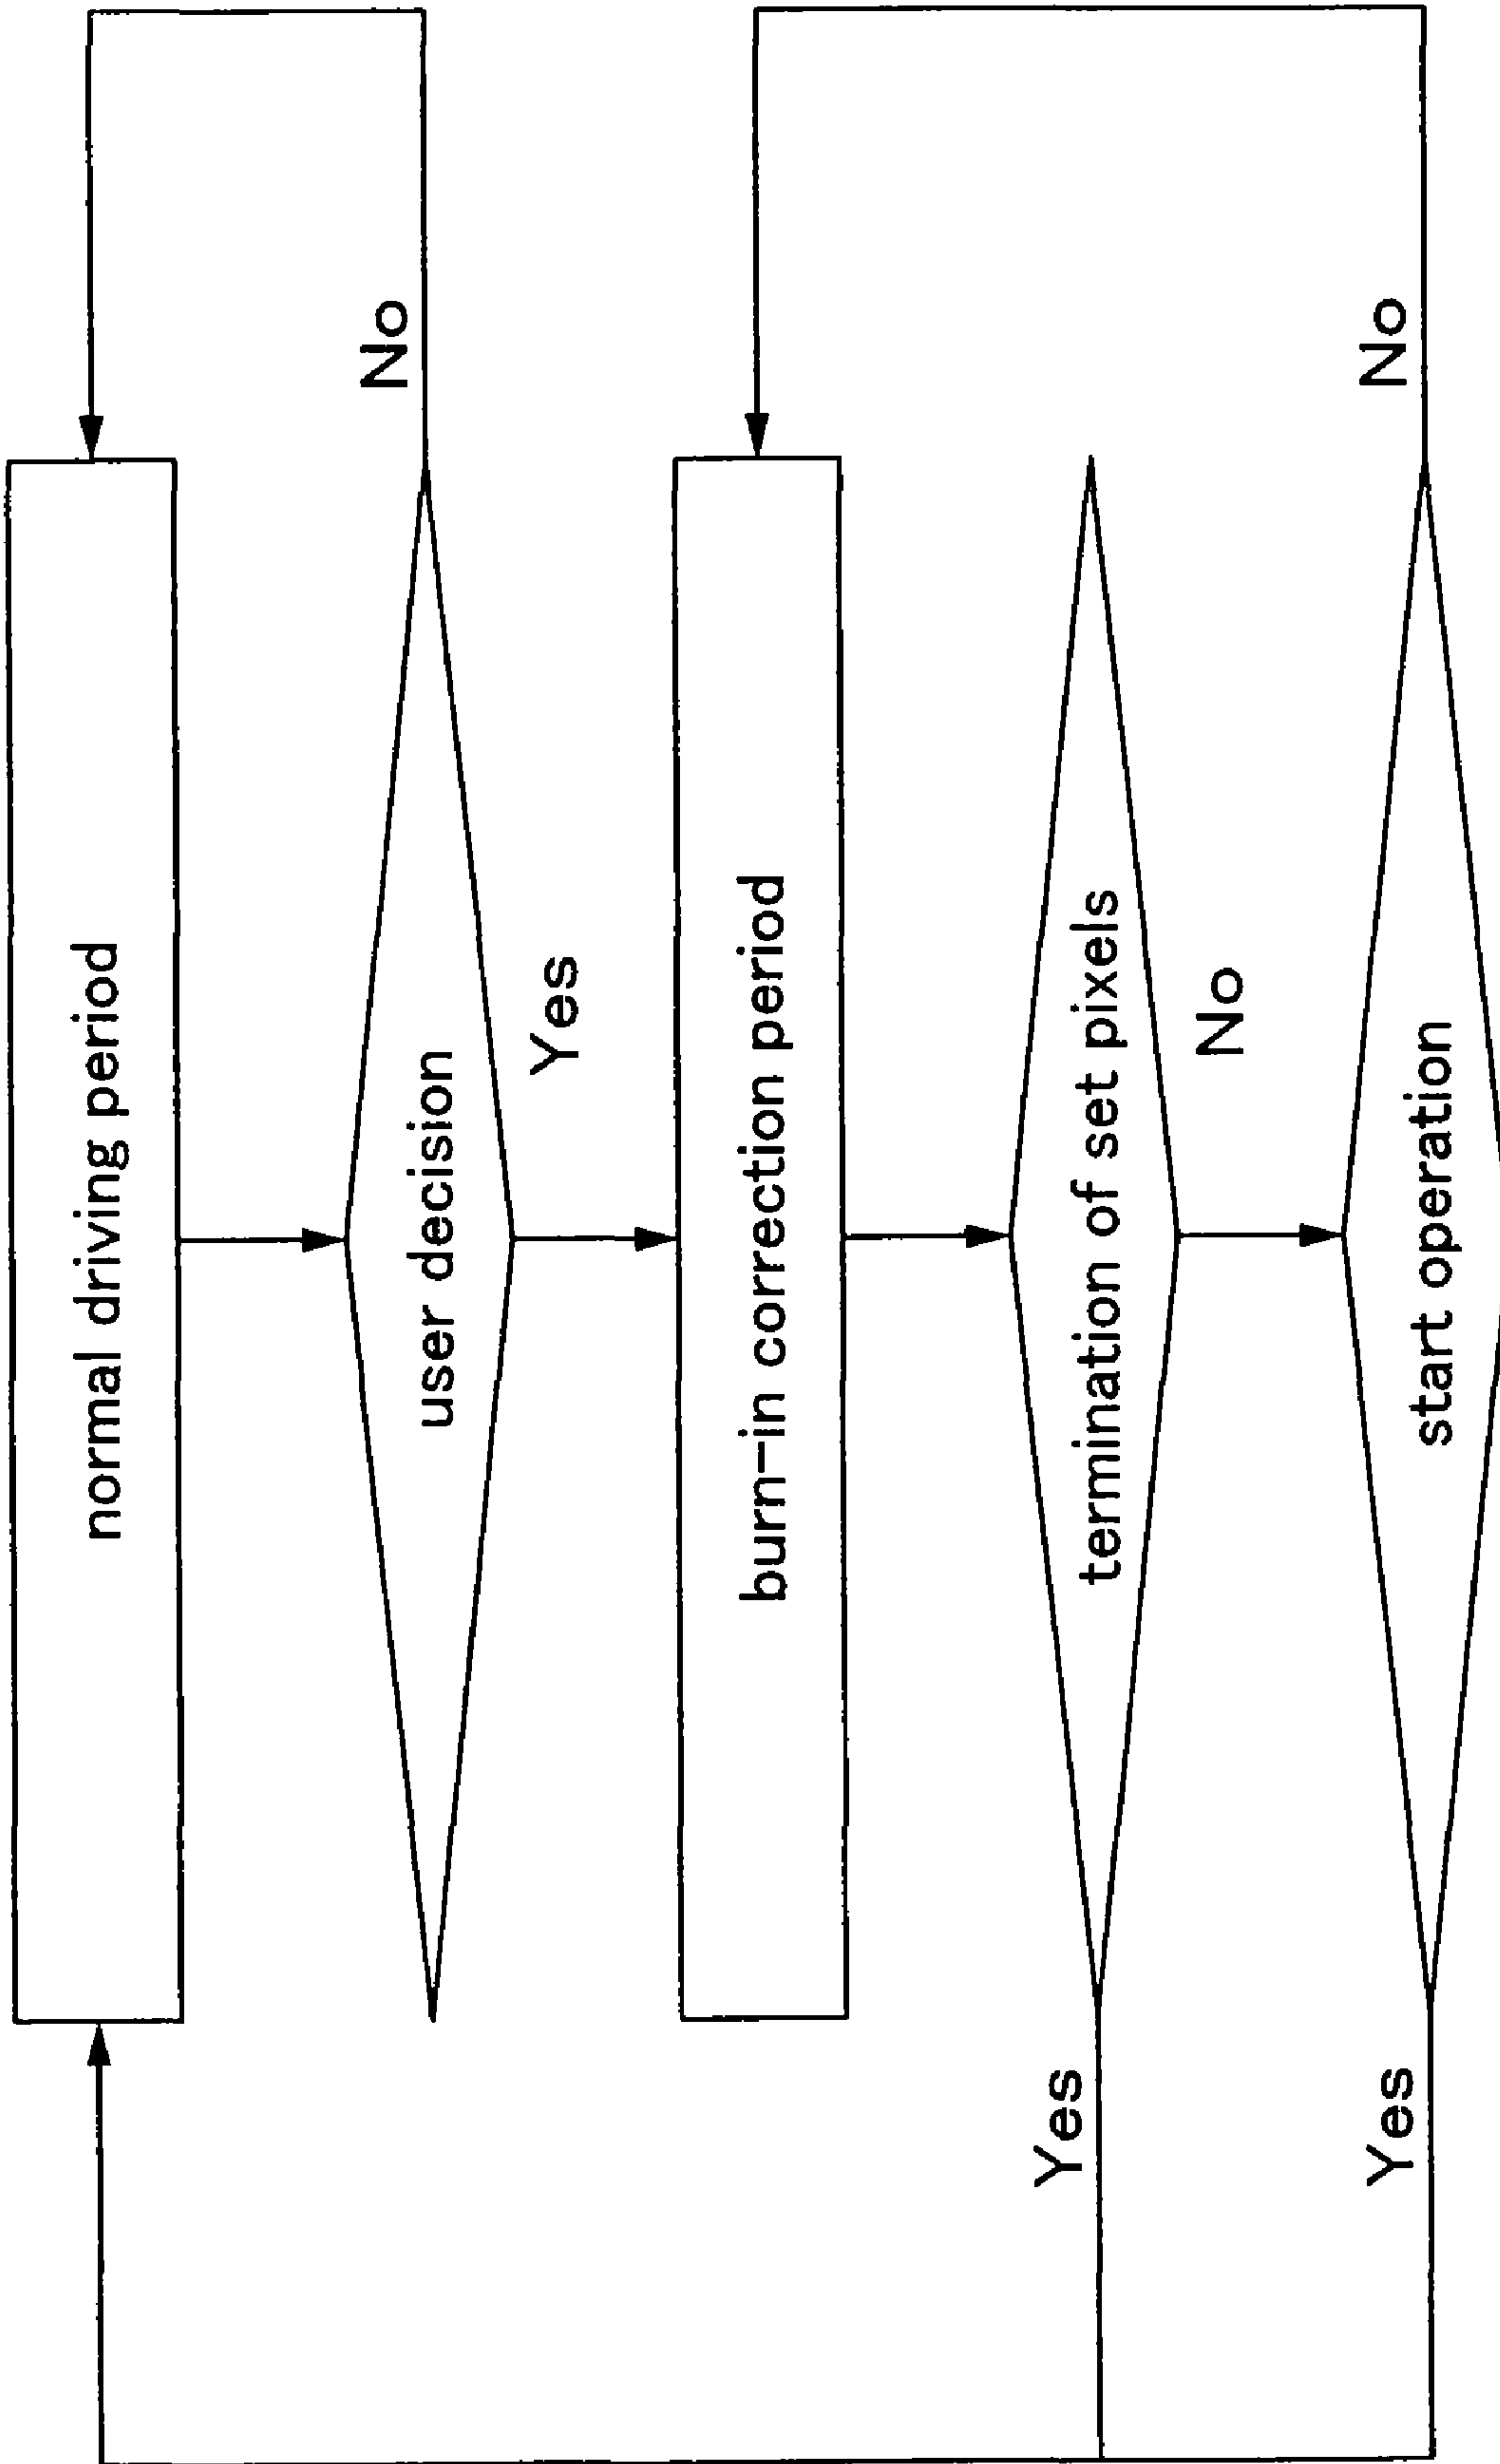 normal driving period
No
user decision
Yes
burn-in correction period
Yes
termination of set pixels
No
Yes
start operation
No